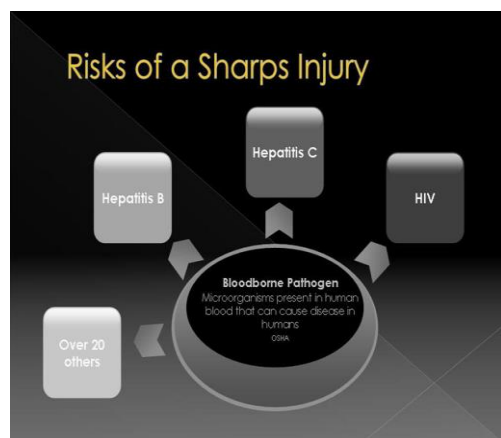 Risks of a Sharps Injury
Hepatitis C
Hepatitis B
HIV
Bloodborne Pathogen
Microorganisms present in human
blood that can cause disease in
humans
OSHA
Over 20
others